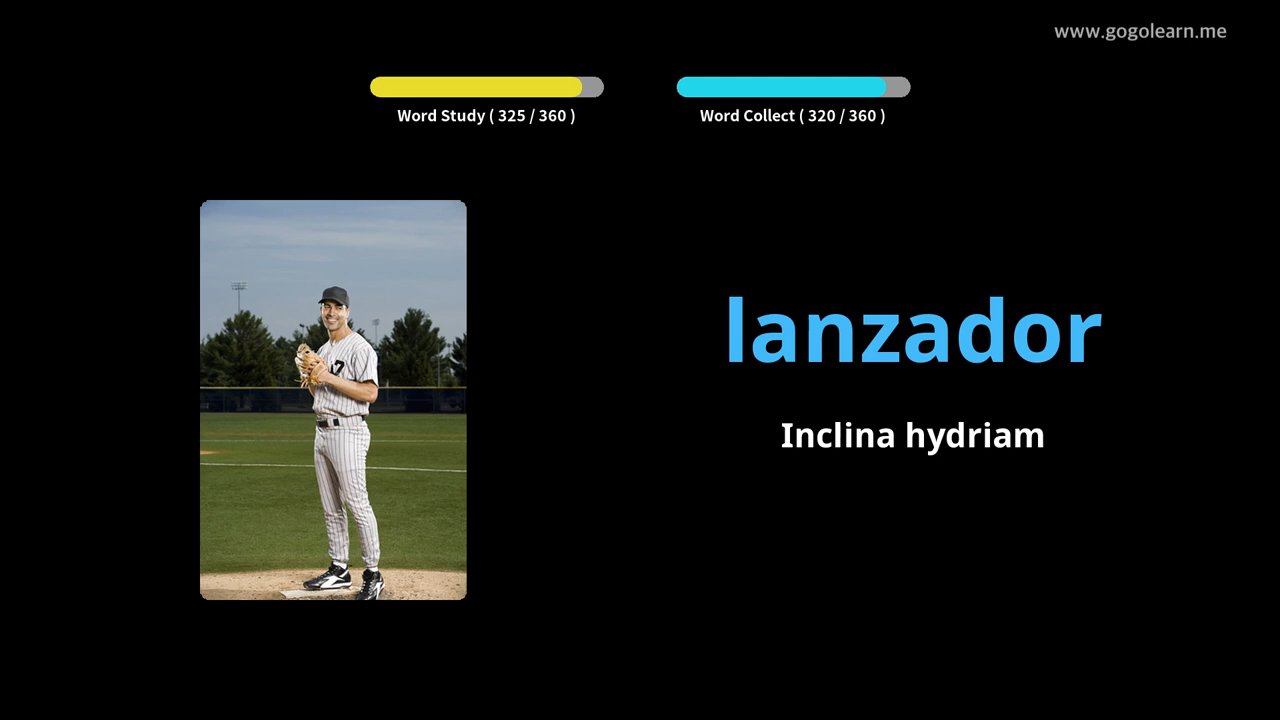 www.gogolearn.me
Word Study ( 325 / 360 )
Word Collect ( 320 / 360 )
lanzador
Inclina hydriam